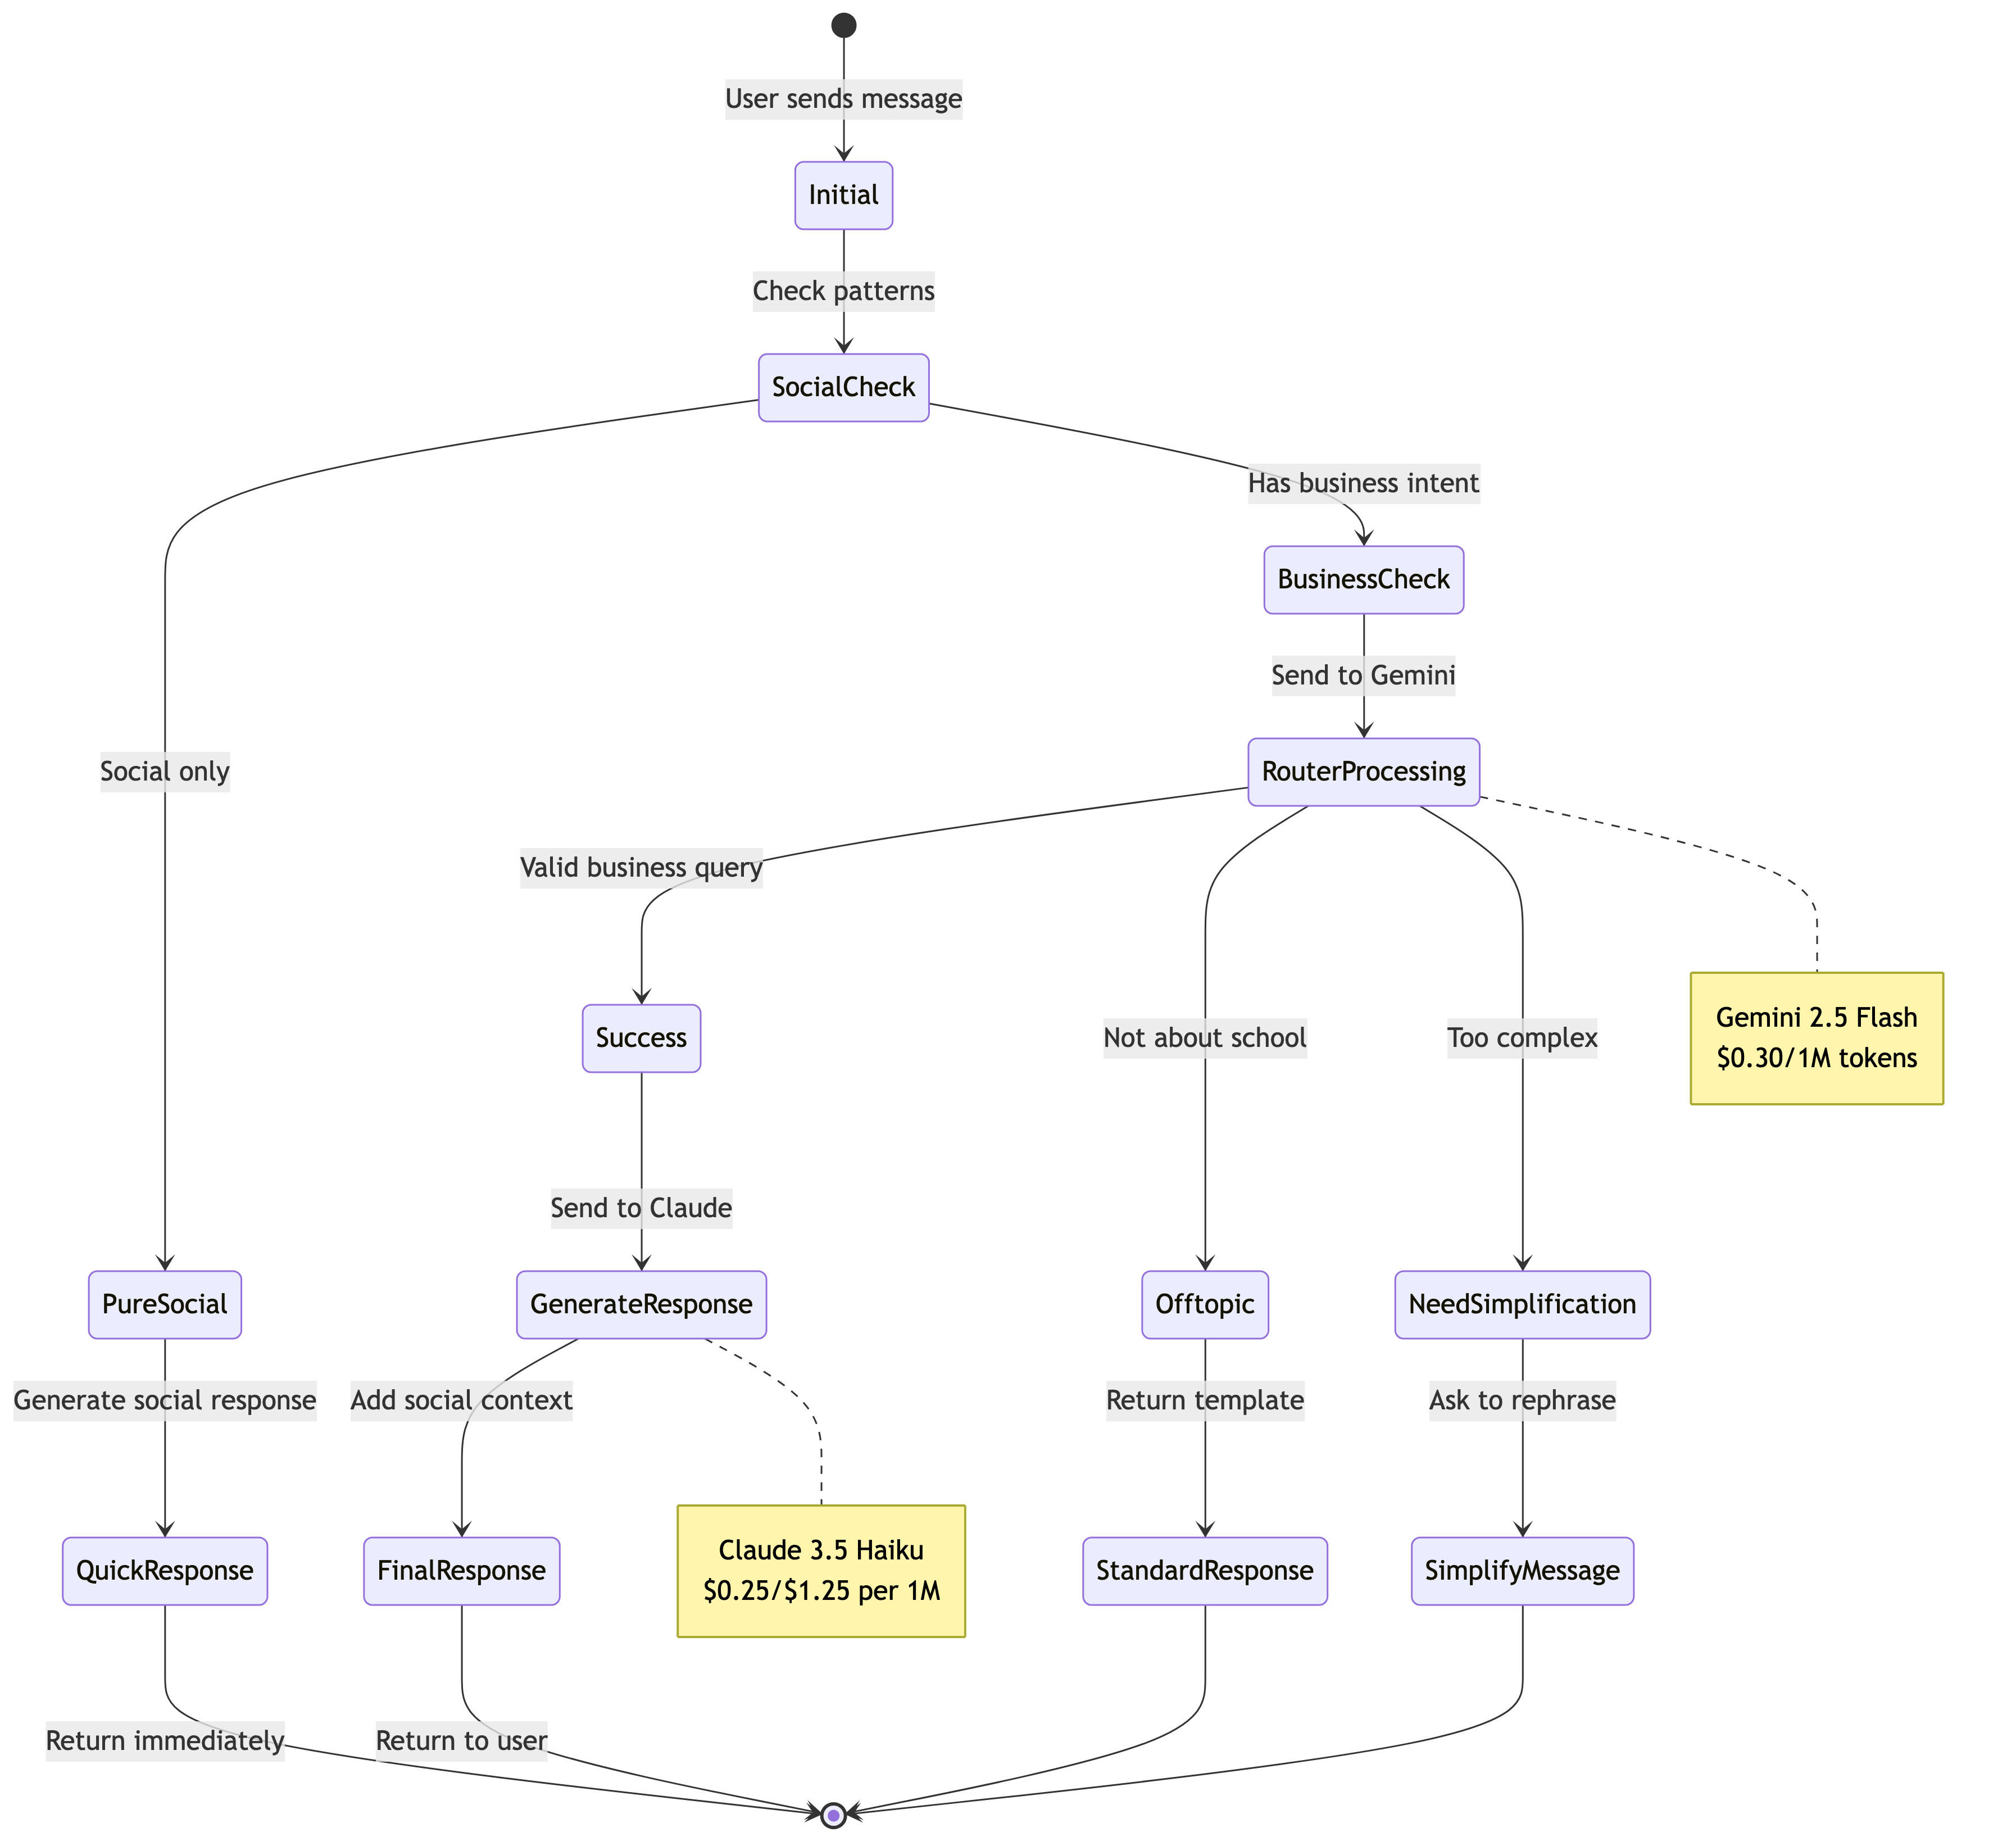 User sends message
Initial
Check patterns
SocialCheck
Has business intent
BusinessCheck
Send to Gemini
Social only
RouterProcessing
Valid business query
Success
Not about school
Too complex
Gemini 2.5 Flash
$0.30/1M tokens
Send to Claude
PureSocial
GenerateResponse
Offtopic
NeedSimplification
Generate social response
Add social context
Return template
Ask to rephrase
QuickResponse
FinalResponse
Claude 3.5 Haiku
$0.25/$1.25 per 1M
StandardResponse
SimplifyMessage
Return immediately
Return to user